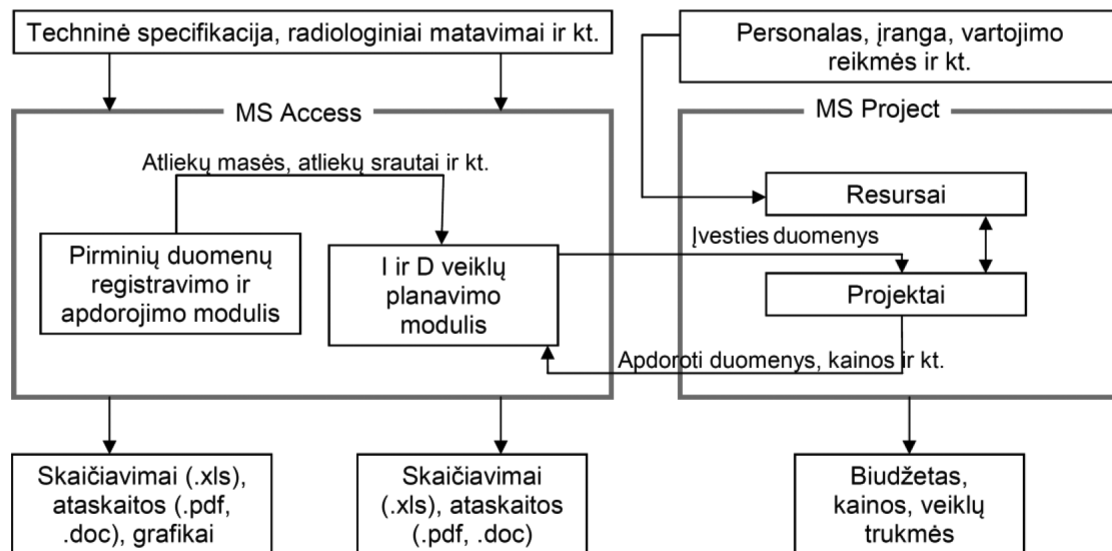 Techninė specifikacija, radiologiniai matavimai ir kt.
Personalas, įranga, vartojimo
reikmės ir kt.
MS Access
MS Project
Atliekų masės, atliekų srautai ir kt.
Resursai
Pirminių duomenų
registravimo ir
apdorojimo modulis
I ir D veiklų
planavimo
modulis
Įvesties duomenys
Projektai
Apdoroti duomenys, kainos ir kt.
Skaičiavimai (.xls),
ataskaitos (.pdf,
.doc), grafikai
Skaičiavimai
(.xls), ataskaitos
(.pdf, .doc)
Biudžetas,
kainos, veiklų
trukmės